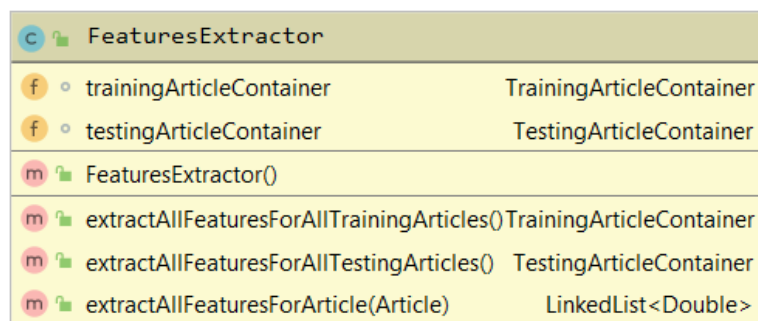 c FeaturesExtractor
f trainingArticleContainer TrainingArticleContainer
f testingArticleContainer TestingArticleContainer
m FeaturesExtractor()
m extractAllFeaturesForAllTrainingArticles() TrainingArticleContainer
m extractAllFeaturesForAllTestingArticles() TestingArticleContainer
m extractAllFeaturesForArticle(Article) LinkedList<Double>